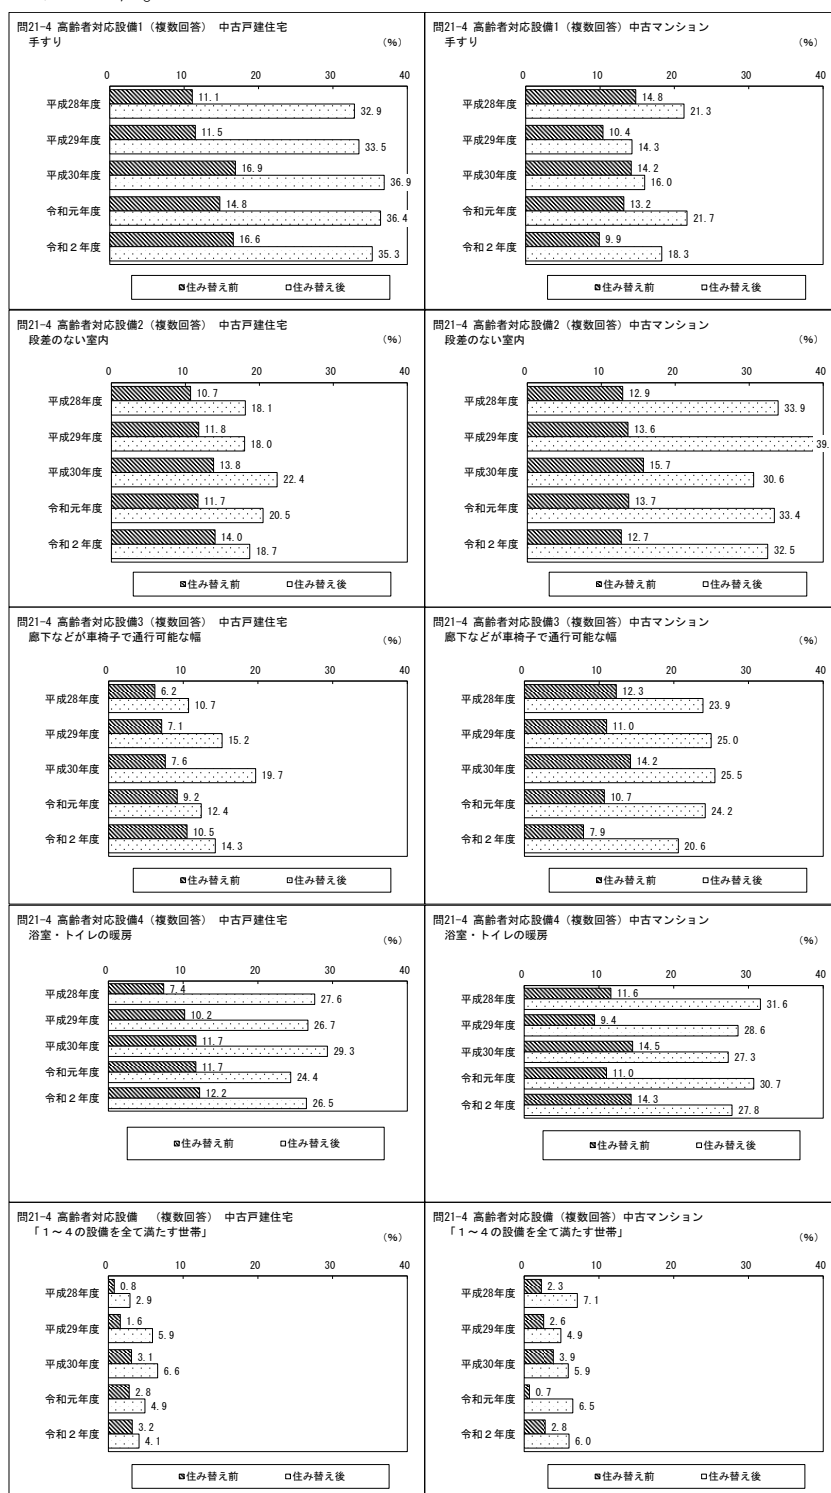 問21-4 高齢者対応設備1（複数回答） 中古戸建住宅
手すり
(%)
0 10 20 30 40
平成28年度 11.1 32.9
平成29年度 11.5 33.5
平成30年度 16.9 36.9
令和元年度 14.8 36.4
令和２年度 16.6 35.3
住み替え前 住み替え後
問21-4 高齢者対応設備1（複数回答）中古マンション
手すり
(%)
0 10 20 30 40
平成28年度 14.8 21.3
平成29年度 10.4 14.3
平成30年度 14.2 16.0
令和元年度 13.2 21.7
令和２年度 9.9 18.3
住み替え前 住み替え後
問21-4 高齢者対応設備2（複数回答） 中古戸建住宅
段差のない室内
(%)
0 10 20 30 40
平成28年度 10.7 18.1
平成29年度 11.8 18.0
平成30年度 13.8 22.4
令和元年度 11.7 20.5
令和２年度 14.0 18.7
住み替え前 住み替え後
問21-4 高齢者対応設備2（複数回答）中古マンション
段差のない室内
(%)
0 10 20 30 40
平成28年度 12.9 33.9
平成29年度 13.6 39.
平成30年度 15.7 30.6
令和元年度 13.7 33.4
令和２年度 12.7 32.5
住み替え前 住み替え後
問21-4 高齢者対応設備3（複数回答） 中古戸建住宅
廊下などが車椅子で通行可能な幅
(%)
0 10 20 30 40
平成28年度 6.2 10.7
平成29年度 7.1 15.2
平成30年度 7.6 19.7
令和元年度 9.2 12.4
令和２年度 10.5 14.3
住み替え前 住み替え後
問21-4 高齢者対応設備3（複数回答）中古マンション
廊下などが車椅子で通行可能な幅
(%)
0 10 20 30 40
平成28年度 12.3 23.9
平成29年度 11.0 25.0
平成30年度 14.2 25.5
令和元年度 10.7 24.2
令和２年度 7.9 20.6
住み替え前 住み替え後
問21-4 高齢者対応設備4（複数回答） 中古戸建住宅
浴室・トイレの暖房
(%)
0 10 20 30 40
平成28年度 7.4 27.6
平成29年度 10.2 26.7
平成30年度 11.7 29.3
令和元年度 11.7 24.4
令和２年度 12.2 26.5
住み替え前 住み替え後
問21-4 高齢者対応設備4（複数回答）中古マンション
浴室・トイレの暖房
(%)
0 10 20 30 40
平成28年度 11.6 31.6
平成29年度 9.4 28.6
平成30年度 14.5 27.3
令和元年度 11.0 30.7
令和２年度 14.3 27.8
住み替え前 住み替え後
問21-4 高齢者対応設備 （複数回答） 中古戸建住宅
「１～４の設備を全て満たす世帯」
(%)
0 10 20 30 40
平成28年度 0.8 2.9
平成29年度 1.6 5.9
平成30年度 3.1 6.6
令和元年度 2.8 4.9
令和２年度 3.2 4.1
住み替え前 住み替え後
問21-4 高齢者対応設備（複数回答）中古マンション
「１～４の設備を全て満たす世帯」
(%)
0 10 20 30 40
平成28年度 2.3 7.1
平成29年度 2.6 4.9
平成30年度 3.9 5.9
令和元年度 0.7 6.5
令和２年度 2.8 6.0
住み替え前 住み替え後